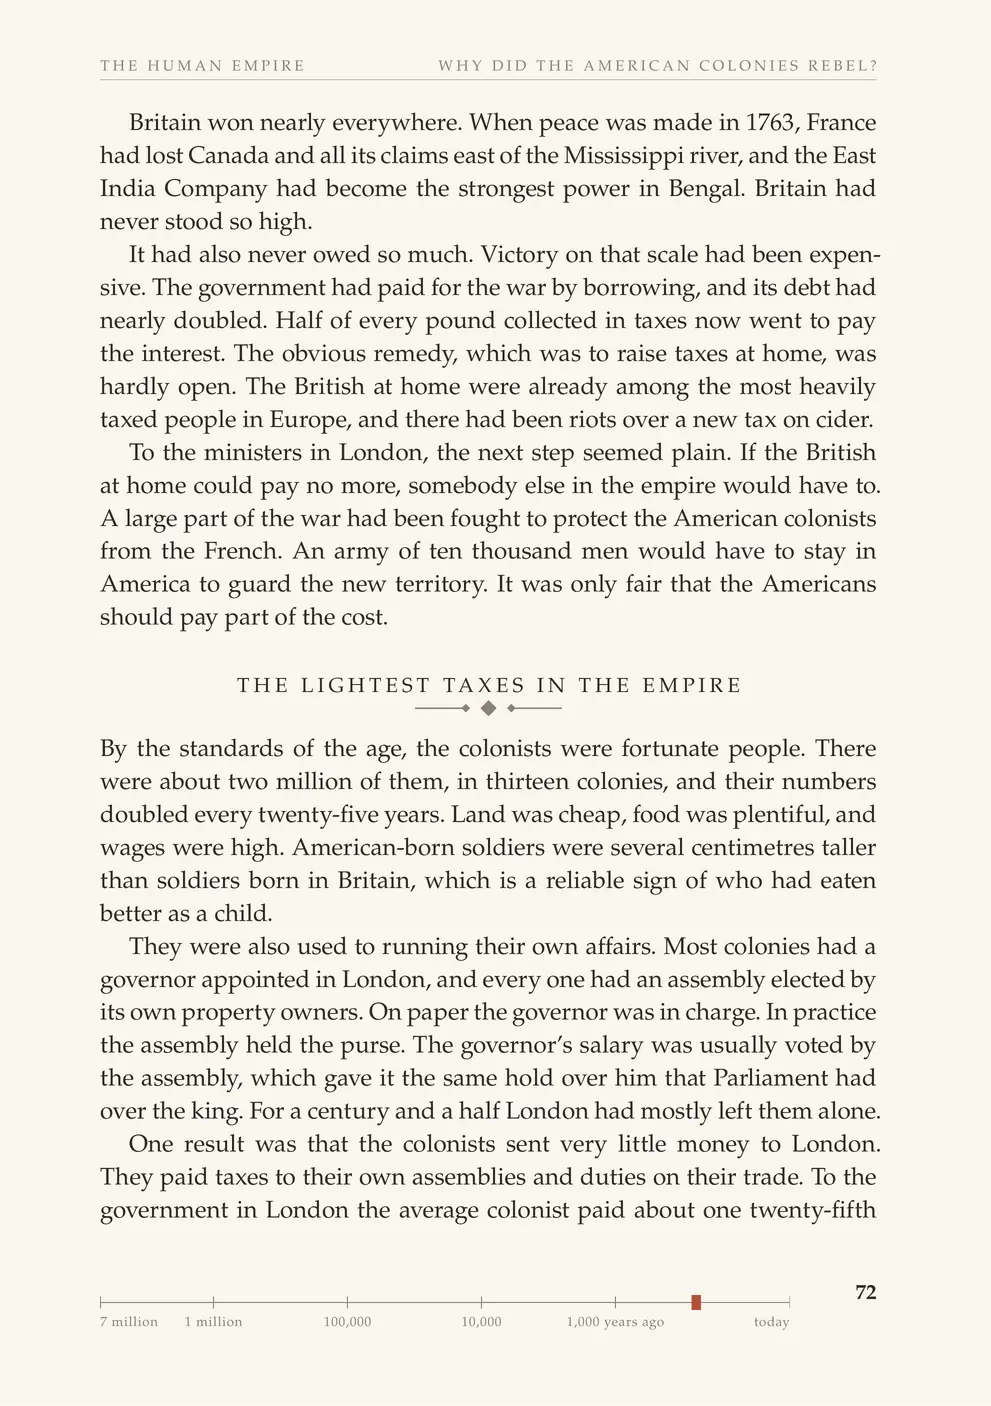 THE HUMAN EMPIRE
WHY DID THE AMERICAN COLONIES REBEL?
Britain won nearly everywhere. When peace was made in 1763, France
had lost Canada and all its claims east of the Mississippi river, and the East
India Company had become the strongest power in Bengal. Britain had
never stood so high.
It had also never owed so much. Victory on that scale had been expen-
sive. The government had paid for the war by borrowing, and its debt had
nearly doubled. Half of every pound collected in taxes now went to pay
the interest. The obvious remedy, which was to raise taxes at home, was
hardly open. The British at home were already among the most heavily
taxed people in Europe, and there had been riots over a new tax on cider.
To the ministers in London, the next step seemed plain. If the British
at home could pay no more, somebody else in the empire would have to.
A large part of the war had been fought to protect the American colonists
from the French. An army of ten thousand men would have to stay in
America to guard the new territory. It was only fair that the Americans
should pay part of the cost.
THE LIGHTEST TAXES IN THE EMPIRE
By the standards of the age, the colonists were fortunate people. There
were about two million of them, in thirteen colonies, and their numbers
doubled every twenty-five years. Land was cheap, food was plentiful, and
wages were high. American-born soldiers were several centimetres taller
than soldiers born in Britain, which is a reliable sign of who had eaten
better as a child.
They were also used to running their own affairs. Most colonies had a
governor appointed in London, and every one had an assembly elected by
its own property owners. On paper the governor was in charge. In practice
the assembly held the purse. The governor's salary was usually voted by
the assembly, which gave it the same hold over him that Parliament had
over the king. For a century and a half London had mostly left them alone.
One result was that the colonists sent very little money to London.
They paid taxes to their own assemblies and duties on their trade. To the
government in London the average colonist paid about one twenty-fifth
72
7 million
1 million
100,000
10,000
1,000 years ago
today